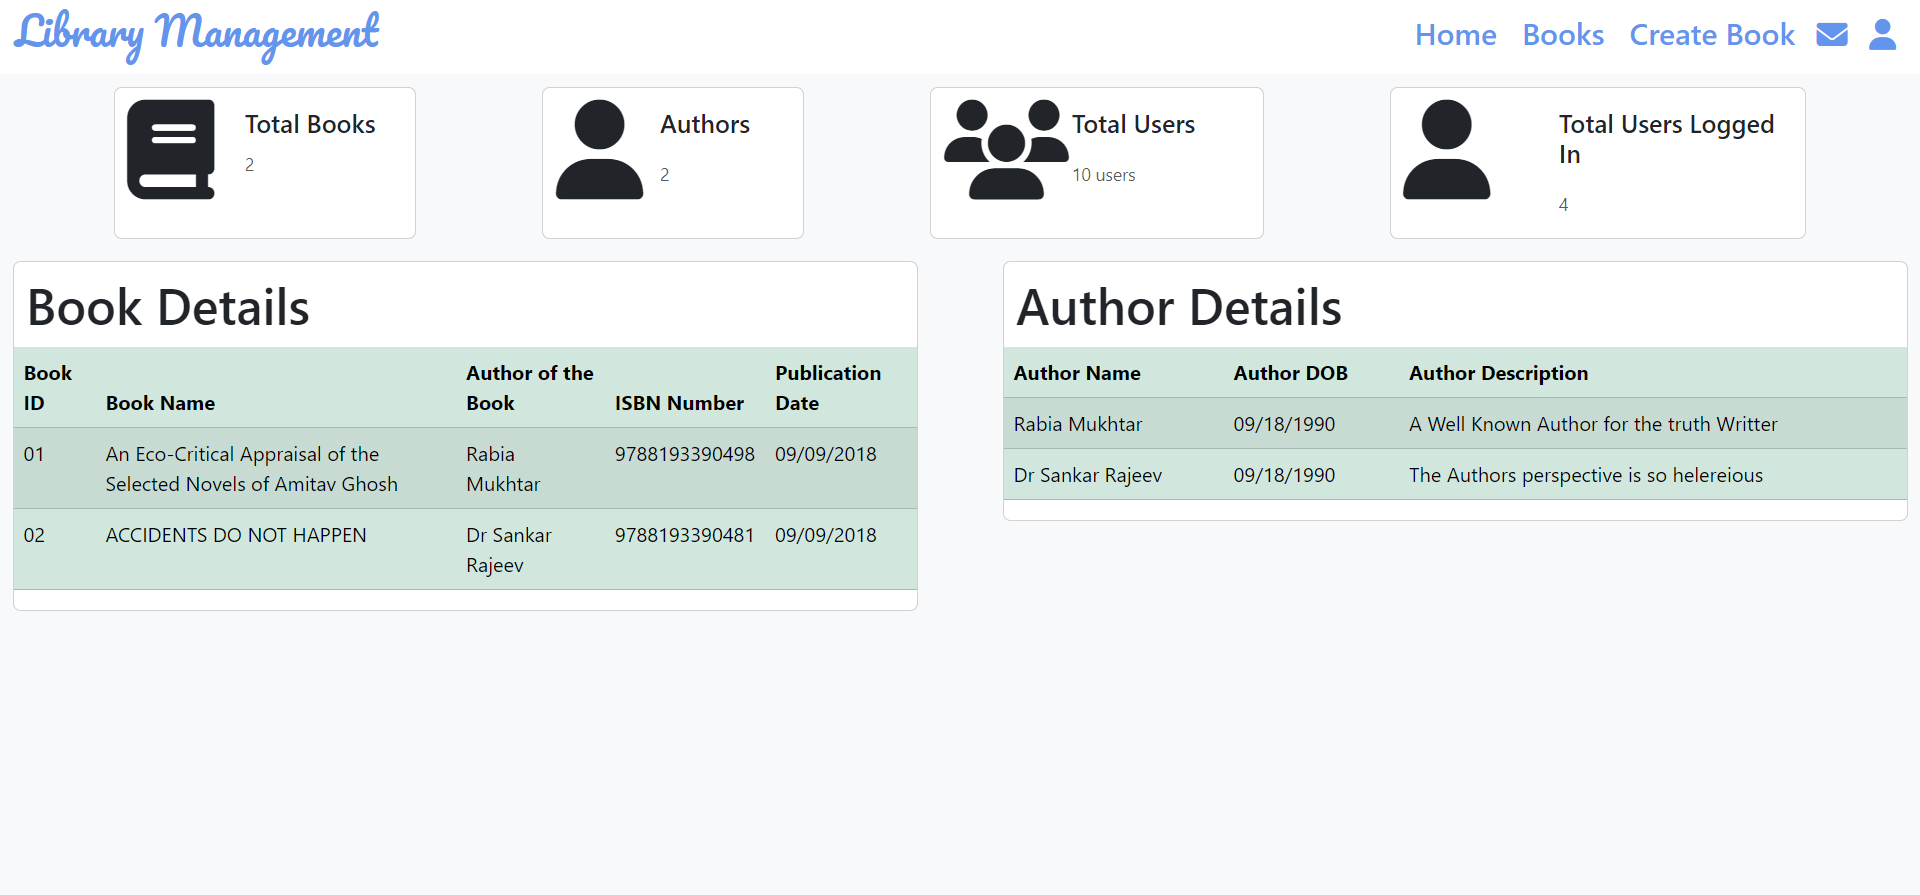 Library Management
Home Books Create Book
Total Books
2
Authors
2
Total Users
10 users
Total Users Logged
In
4
Book Details
Book
ID Book Name Author of the
Book ISBN Number Publication
Date
01 An Eco-Critical Appraisal of the
Selected Novels of Amitav Ghosh Rabia
Mukhtar 9788193390498 09/09/2018
02 ACCIDENTS DO NOT HAPPEN Dr Sankar
Rajeev 9788193390481 09/09/2018
Author Details
Author Name Author DOB Author Description
Rabia Mukhtar 09/18/1990 A Well Known Author for the truth Writter
Dr Sankar Rajeev 09/18/1990 The Authors perspective is so helereious